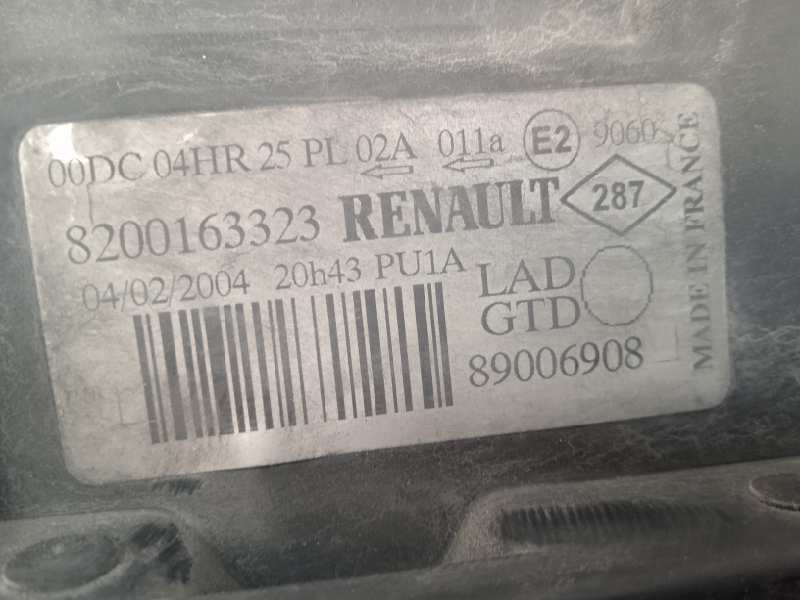 00DC 04HR 25 PL 02A 011a E2 9060
8200163323 RENAULT 287
04/02/2004 20h43 PU1A LAD
GTD
89006908
MADE IN FRANCE